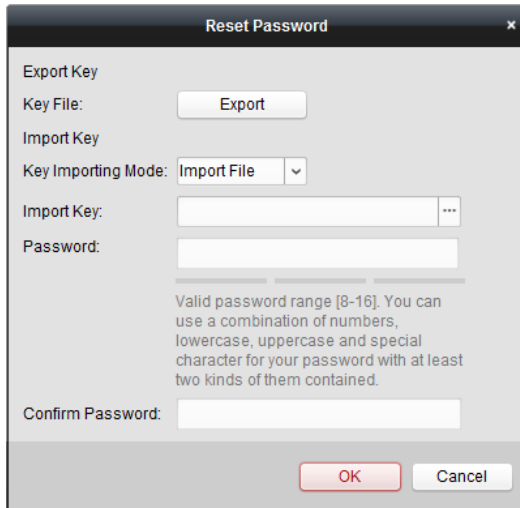 Reset Password ×
Export Key
Key File: Export
Import Key
Key Importing Mode: Import File
Import Key: ...
Password:
Valid password range [8-16]. You can
use a combination of numbers,
lowercase, uppercase and special
character for your password with at least
two kinds of them contained.
Confirm Password:
OK Cancel